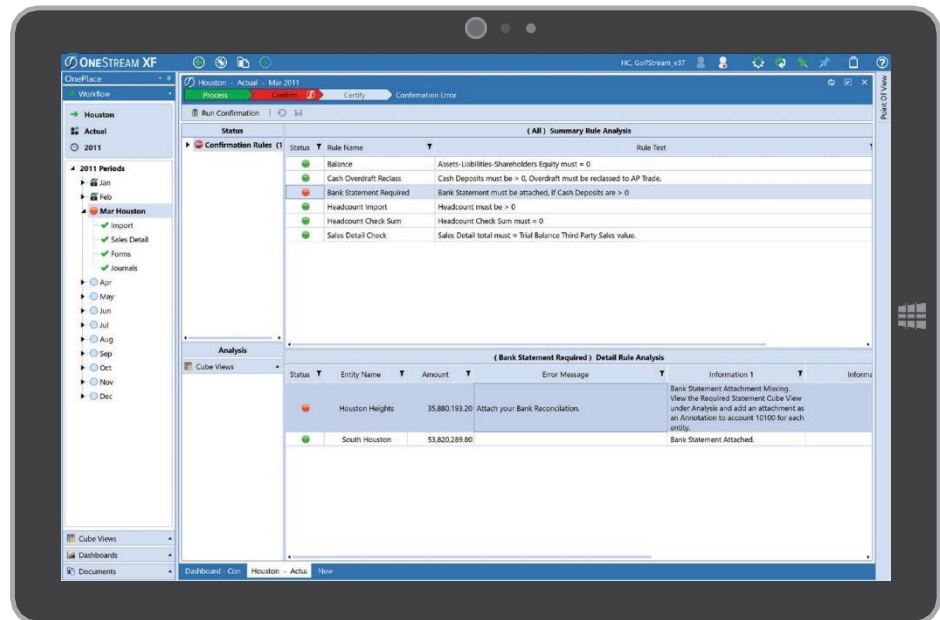 ONESTREAM XF
HC, GolfStream_v37
OnePlace
Workflow
Houston
Actual
2011
2011 Periods
Jan
Feb
Mar Houston
Import
Sales Detail
Forms
Journals
Apr
May
Jun
Jul
Aug
Sep
Oct
Nov
Dec
Cube Views
Dashboards
Documents
Houston - Actual - Mar 2011
Process
Confirm
Certify
Confirmation Error
Run Confirmation
Status
Confirmation Rules (1
Analysis
Cube Views
( All ) Summary Rule Analysis
Status Rule Name Rule Text
Balance Assets-Liabilities-Shareholders Equity must = 0
Cash Overdraft Reclass Cash Deposits must be > 0, Overdraft must be reclassed to AP Trade.
Bank Statement Required Bank Statement must be attached, if Cash Deposits are > 0
Headcount Import Headcount must be > 0
Headcount Check Sum Headcount Check Sum must = 0
Sales Detail Check Sales Detail total must = Trial Balance Third Party Sales value.
( Bank Statement Required ) Detail Rule Analysis
Status Entity Name Amount Error Message Information 1 Informa
Houston Heights 35,880,193.20 Attach your Bank Reconcilation.
Bank Statement Attachment Missing.
View the Required Statement Cube View
under Analysis and add an attachment as
an Annotation to account 10100 for each
entity.
South Houston 53,820,289.80 Bank Statement Attached.
Dashboard - Con Houston - Actua New
Point Of View